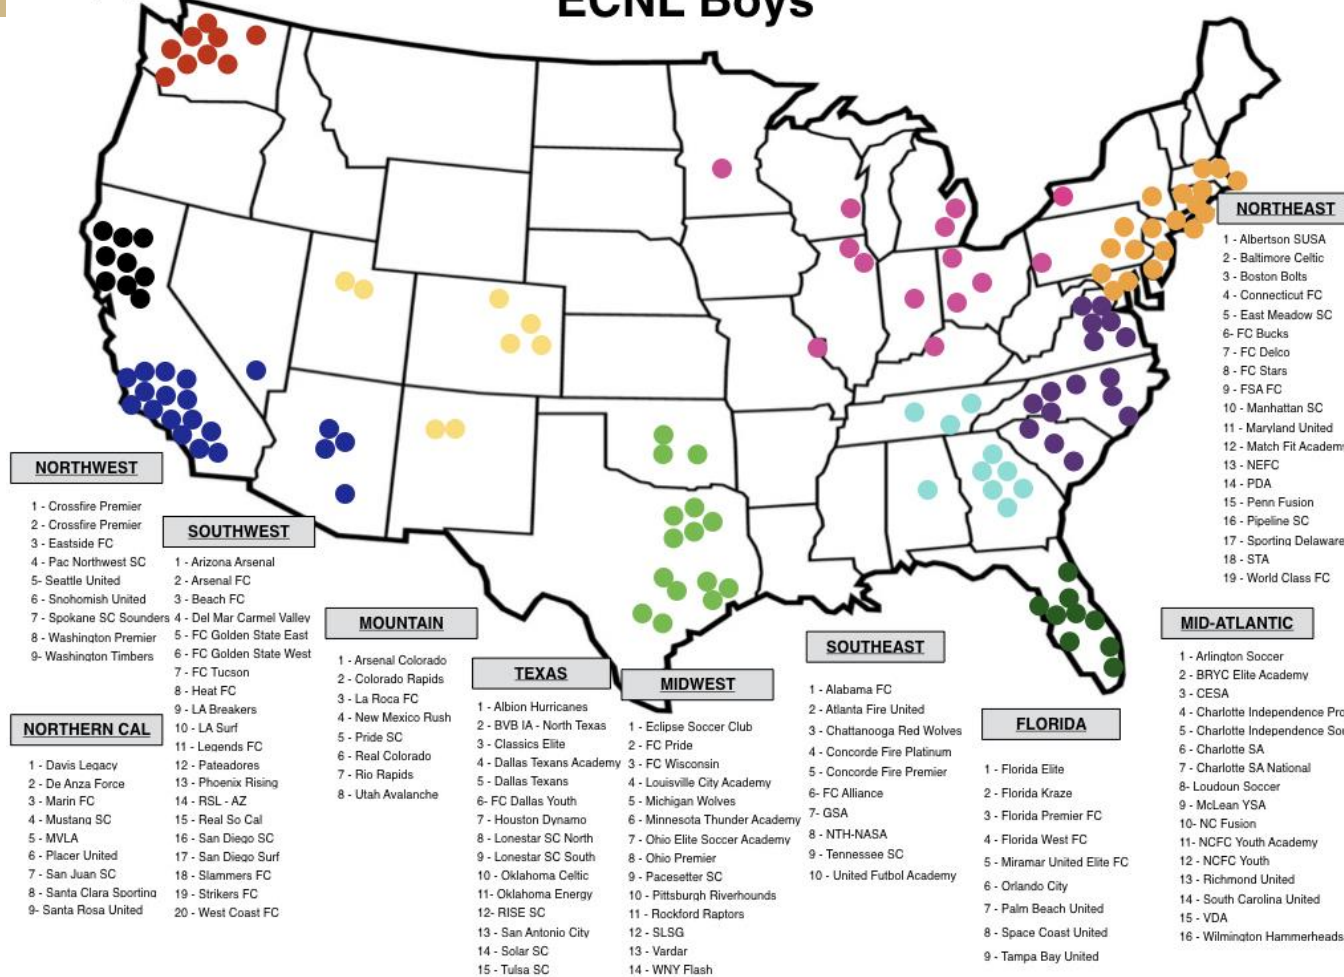 ECNL Boys
NORTHEAST
1 - Albertson SUSA
2 - Baltimore Celtic
3 - Boston Bolts
4 - Connecticut FC
5 - East Meadow SC
6- FC Bucks
7 - FC Delco
8 - FC Stars
9 - FSA FC
10 - Manhattan SC
11 - Maryland United
12 - Match Fit Academ
13 - NEFC
14 - PDA
15 - Penn Fusion
16 - Pipeline SC
17 - Sporting Delaware
18 - STA
19 - World Class FC
NORTHWEST
1 - Crossfire Premier
2 - Crossfire Premier
3 - Eastside FC
4 - Pac Northwest SC
5- Seattle United
6 - Snohomish United
7 - Spokane SC Sounders
8 - Washington Premier
9- Washington Timbers
NORTHERN CAL
1 - Davis Legacy
2 - De Anza Force
3 - Marin FC
4 - Mustang SC
5 - MVLA
6 - Placer United
7 - San Juan SC
8 - Santa Clara Sporting
9- Santa Rosa United
SOUTHWEST
1 - Arizona Arsenal
2 - Arsenal FC
3 - Beach FC
4 - Del Mar Carmel Valley
5 - FC Golden State East
6 - FC Golden State West
7 - FC Tucson
8 - Heat FC
9 - LA Breakers
10 - LA Surf
11 - Legends FC
12 - Pateadores
13 - Phoenix Rising
14 - RSL - AZ
15 - Real So Cal
16 - San Diego SC
17 - San Diego Surf
18 - Slammers FC
19 - Strikers FC
20 - West Coast FC
MOUNTAIN
1 - Arsenal Colorado
2 - Colorado Rapids
3 - La Roca FC
4 - New Mexico Rush
5 - Pride SC
6 - Real Colorado
7 - Rio Rapids
8 - Utah Avalanche
TEXAS
1 - Albion Hurricanes
2 - BVB IA - North Texas
3 - Classics Elite
4 - Dallas Texans Academy
5 - Dallas Texans
6- FC Dallas Youth
7 - Houston Dynamo
8 - Lonestar SC North
9 - Lonestar SC South
10 - Oklahoma Celtic
11- Oklahoma Energy
12- RISE SC
13 - San Antonio City
14 - Solar SC
15 - Tulsa SC
MIDWEST
1 - Eclipse Soccer Club
2 - FC Pride
3 - FC Wisconsin
4 - Louisville City Academy
5 - Michigan Wolves
6 - Minnesota Thunder Academy
7 - Ohio Elite Soccer Academy
8 - Ohio Premier
9 - Pacesetter SC
10 - Pittsburgh Riverhounds
11 - Rockford Raptors
12 - SLSG
13 - Vardar
14 - WNY Flash
SOUTHEAST
1 - Alabama FC
2 - Atlanta Fire United
3 - Chattanooga Red Wolves
4 - Concorde Fire Platinum
5 - Concorde Fire Premier
6- FC Alliance
7- GSA
8 - NTH-NASA
9 - Tennessee SC
10 - United Futbol Academy
FLORIDA
1 - Florida Elite
2 - Florida Kraze
3 - Florida Premier FC
4 - Florida West FC
5 - Miramar United Elite FC
6 - Orlando City
7 - Palm Beach United
8 - Space Coast United
9 - Tampa Bay United
MID-ATLANTIC
1 - Arlington Soccer
2 - BRYC Elite Academy
3 - CESA
4 - Charlotte Independence Pro
5 - Charlotte Independence So
6 - Charlotte SA
7 - Charlotte SA National
8- Loudoun Soccer
9 - McLean YSA
10- NC Fusion
11- NCFC Youth Academy
12 - NCFC Youth
13 - Richmond United
14 - South Carolina United
15 - VDA
16 - Wilmington Hammerheads